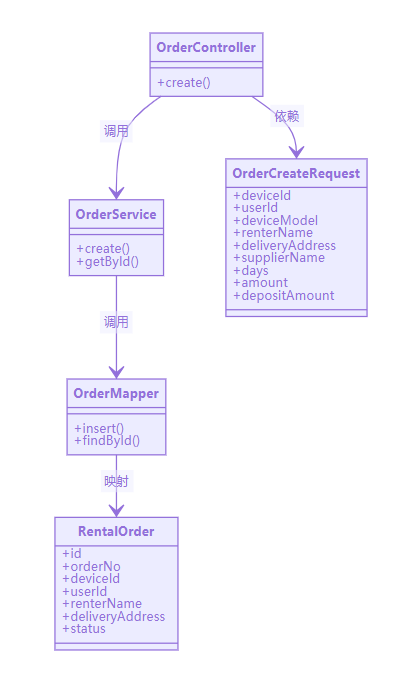 OrderController
+create()
调用
依赖
OrderCreateRequest
+deviceId
+userId
+deviceModel
+renterName
+deliveryAddress
+supplierName
+days
+amount
+depositAmount
OrderService
+create()
+getById()
调用
OrderMapper
+insert()
+findById()
映射
RentalOrder
+id
+orderNo
+deviceId
+userId
+renterName
+deliveryAddress
+status